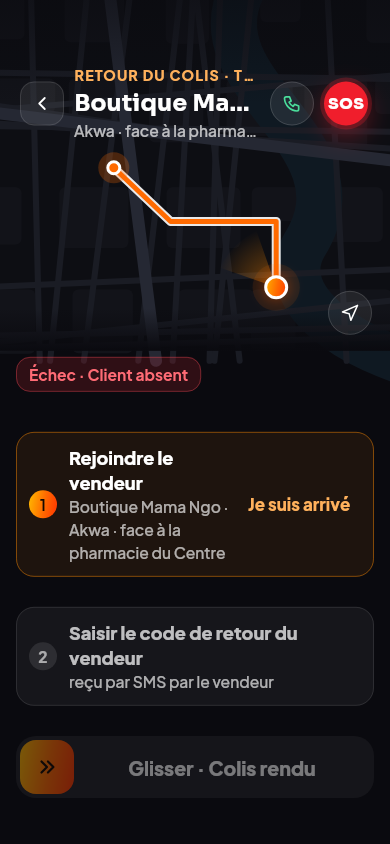 RETOUR DU COLIS · T…
Boutique Ma…
Akwa · face à la pharma…
SOS
Échec · Client absent
1
Rejoindre le
vendeur
Boutique Mama Ngo ·
Akwa · face à la
pharmacie du Centre
Je suis arrivé
2
Saisir le code de retour du
vendeur
reçu par SMS par le vendeur
Glisser · Colis rendu